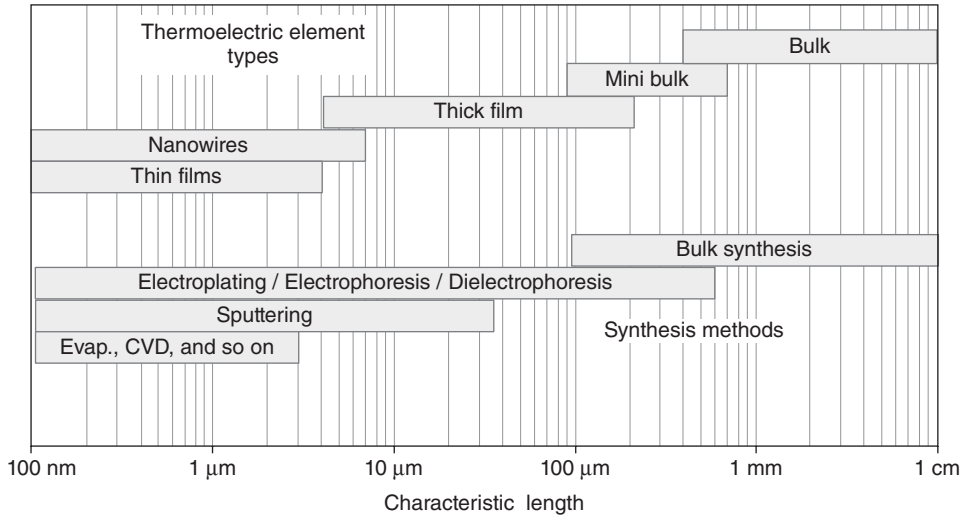 Thermoelectric element
types
Bulk
Mini bulk
Thick film
Nanowires
Thin films
Bulk synthesis
Electroplating / Electrophoresis / Dielectrophoresis
Sputtering
Synthesis methods
Evap., CVD, and so on
100 nm 1 μm 10 μm 100 μm 1 mm 1 cm
Characteristic length